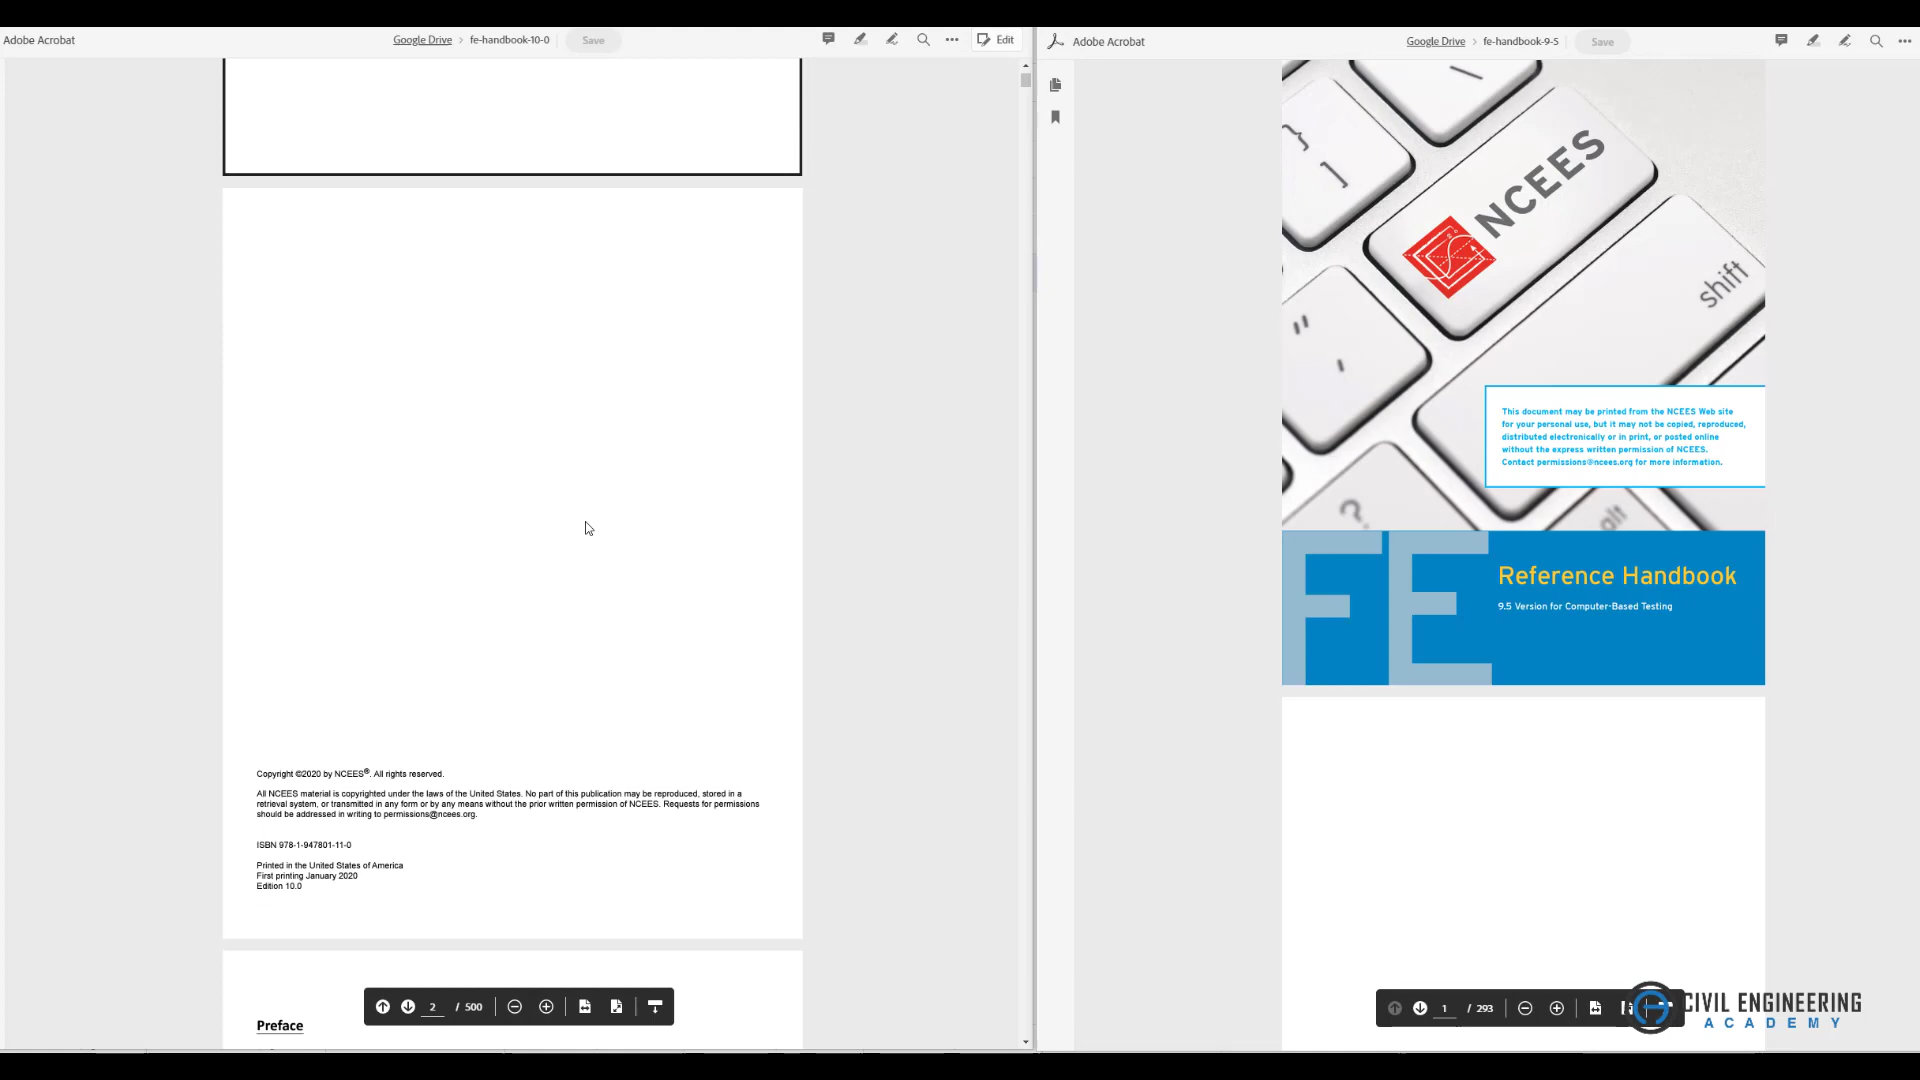 Adobe Acrobat
Google Drive > fe-handbook-10-0
Save
Edit
Copyright ©2020 by NCEES®. All rights reserved.
All NCEES material is copyrighted under the laws of the United States. No part of this publication may be reproduced, stored in a
retrieval system, or transmitted in any form or by any means without the prior written permission of NCEES. Requests for permissions
should be addressed in writing to permissions@ncees.org.
ISBN 978-1-947801-11-0
Printed in the United States of America
First printing January 2020
Edition 10.0
2 / 500
Preface
Adobe Acrobat
Google Drive > fe-handbook-9-5
Save
}
]
NCEES
shift
"
'
This document may be printed from the NCEES Web site
for your personal use, but it may not be copied, reproduced,
distributed electronically or in print, or posted online
without the express written permission of NCEES.
Contact permissions@ncees.org for more information.
?
alt
FE
Reference Handbook
9.5 Version for Computer-Based Testing
1 / 293
CIVIL ENGINEERING
ACADEMY